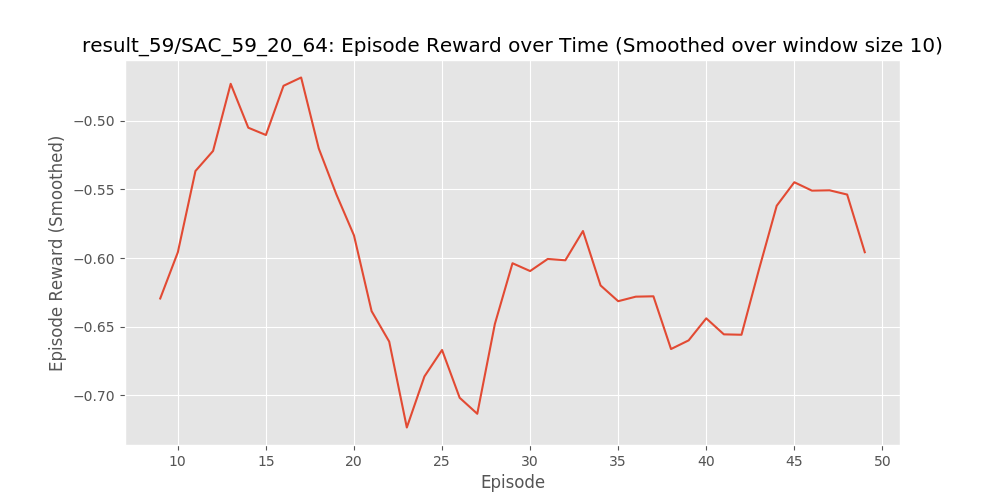 result_59/SAC_59_20_64: Episode Reward over Time (Smoothed over window size 10)
Episode Reward (Smoothed)
−0.50
−0.55
−0.60
−0.65
−0.70
10 15 20 25 30 35 40 45 50
Episode